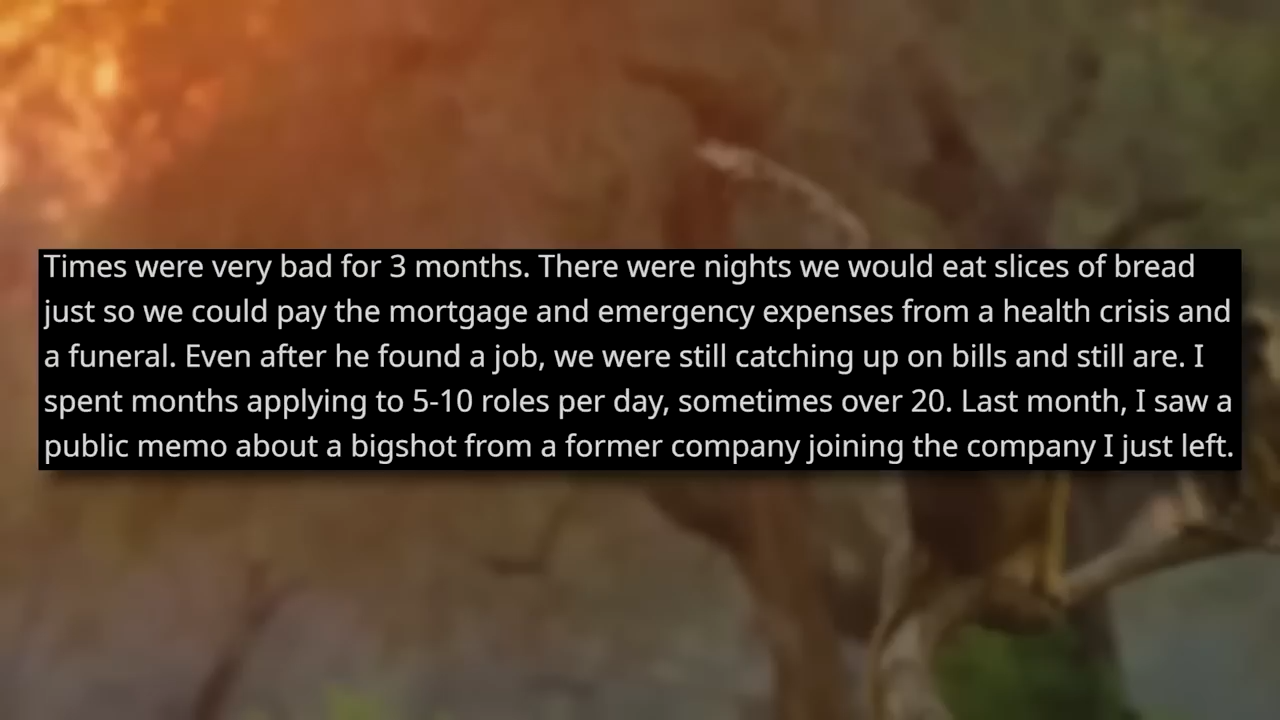 Times were very bad for 3 months. There were nights we would eat slices of bread
just so we could pay the mortgage and emergency expenses from a health crisis and
a funeral. Even after he found a job, we were still catching up on bills and still are. I
spent months applying to 5-10 roles per day, sometimes over 20. Last month, I saw a
public memo about a bigshot from a former company joining the company I just left.